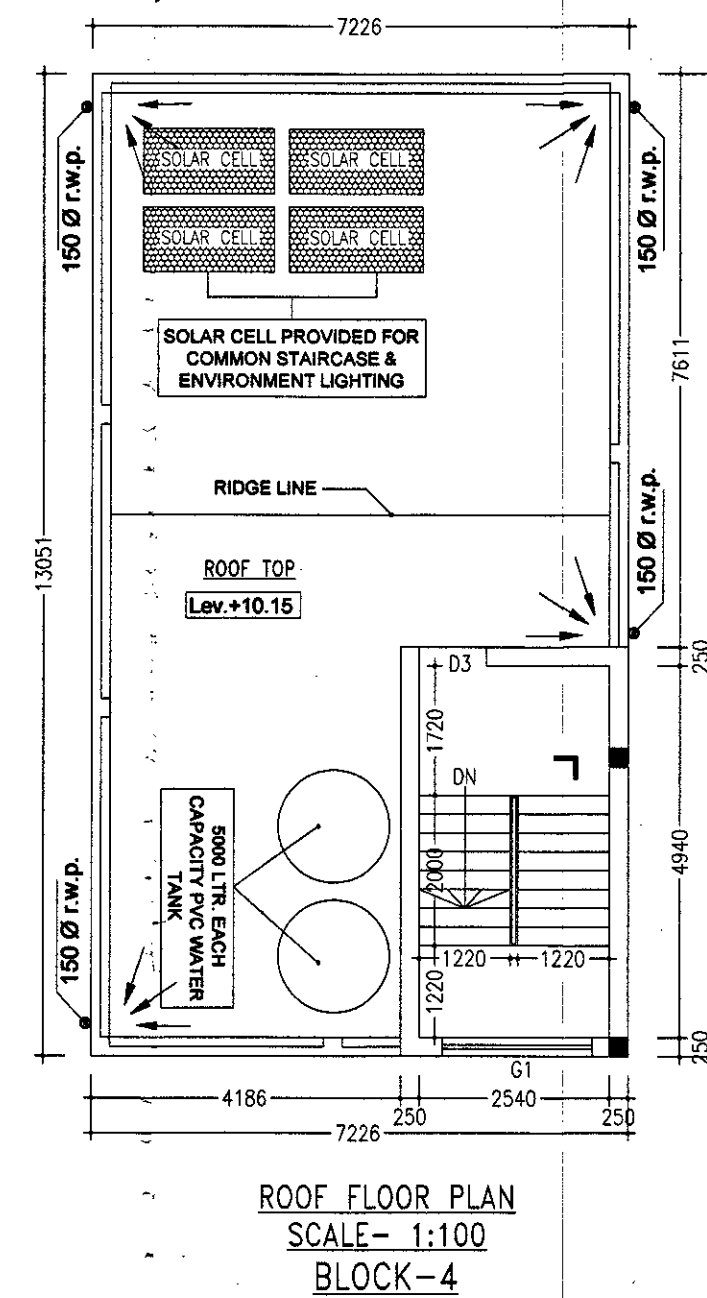 7226
150 Ø r.w.p.
150 Ø r.w.p.
SOLAR CELL
SOLAR CELL
SOLAR CELL
SOLAR CELL
SOLAR CELL PROVIDED FOR
COMMON STAIRCASE &
ENVIRONMENT LIGHTING
7611
RIDGE LINE
13051
150 Ø r.w.p.
ROOF TOP
Lev.+10.15
250
D3
1720
DN
5000 LTR. EACH
CAPACITY PVC WATER
TANK
2000
4940
150 Ø r.w.p.
1220
1220
1220
250
G1
4186
250
2540
250
7226
ROOF FLOOR PLAN
SCALE- 1:100
BLOCK-4